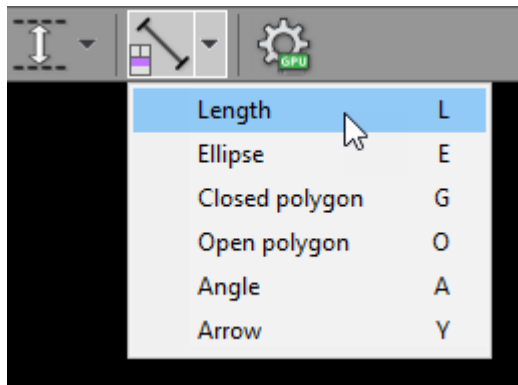 GPU
Length L
Ellipse E
Closed polygon G
Open polygon O
Angle A
Arrow Y